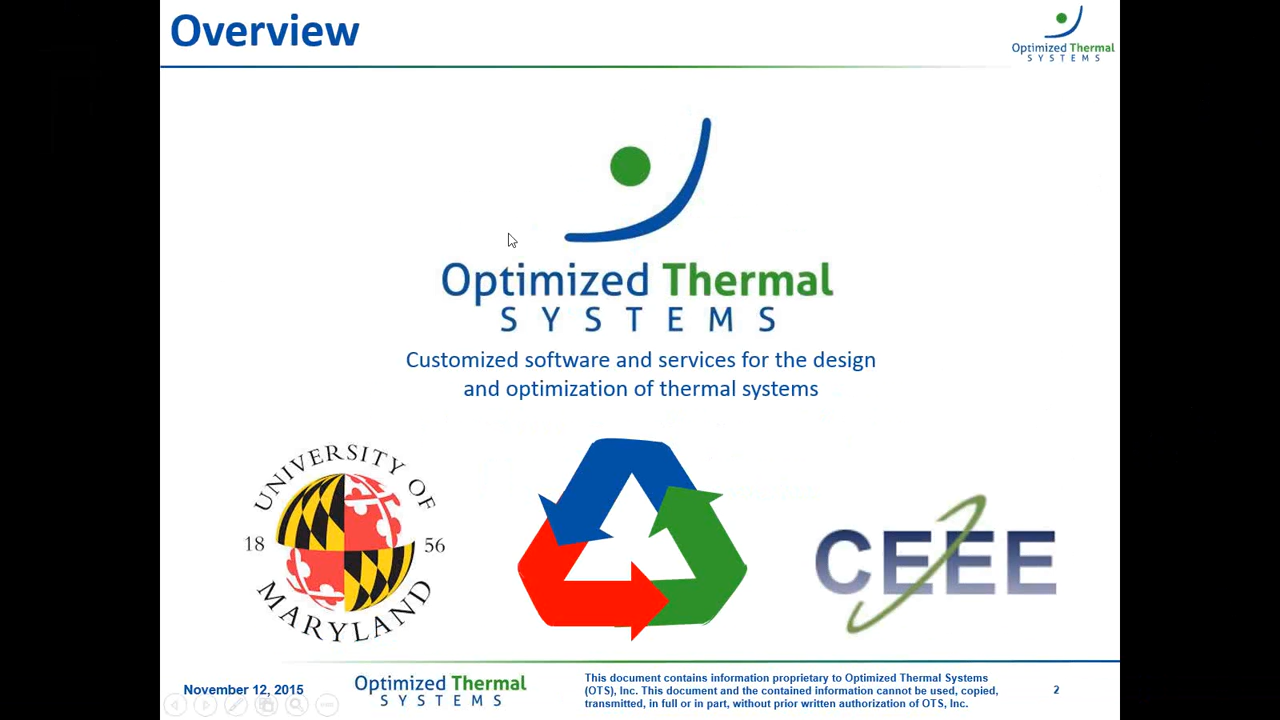 Overview
Optimized Thermal
SYSTEMS
Optimized Thermal
SYSTEMS
Customized software and services for the design
and optimization of thermal systems
UNIVERSITY OF
18 56
MARYLAND
CEEE
November 12, 2015
Optimized Thermal
SYSTEMS
This document contains information proprietary to Optimized Thermal Systems
(OTS), Inc. This document and the contained information cannot be used, copied,
transmitted, in full or in part, without prior written authorization of OTS, Inc.
2